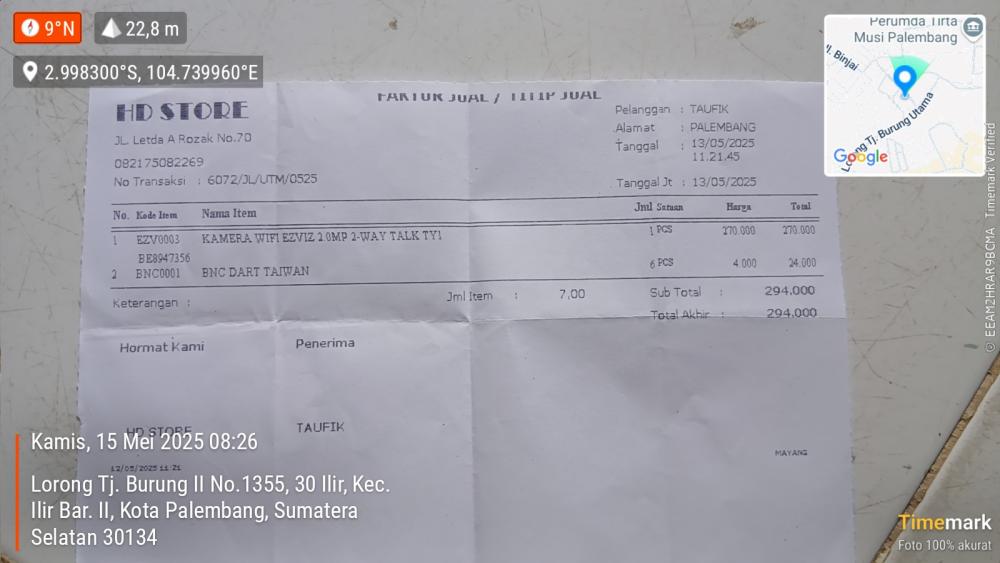 9°N
22,8 m
2.998300°S, 104.739960°E
Perumda Tirta
Musi Palembang
Jl. Binjai
Lorong Tj. Burung Utama
Google
FAKTUR JUAL / TITIP JUAL
HD STORE
JL. Letda A Rozak No.70
082175082269
No Transaksi : 6072/JL/UTM/0525
Pelanggan : TAUFIK
Alamat : PALEMBANG
Tanggal : 13/05/2025
11.21.45
Tanggal Jt : 13/05/2025
No. Kode Item Nama Item Jml Satuan Harga Total
1 EZV0003 KAMERA WIFI EZVIZ 2.0MP 2-WAY TALK TY1 1 PCS 270.000 270.000
BE8947356
2 BNC0001 BNC DART TAIWAN 6 PCS 4.000 24.000
Keterangan :
Jml Item : 7,00
Sub Total : 294.000
Total Akhir : 294.000
Hormat Kami
Penerima
HD STORE
TAUFIK
MAYANG
Kamis, 15 Mei 2025 08:26
Lorong Tj. Burung II No.1355, 30 Ilir, Kec.
Ilir Bar. II, Kota Palembang, Sumatera
Selatan 30134
Timemark
Foto 100% akurat
© EEAM2HRAR9BCMA Timemark Verified